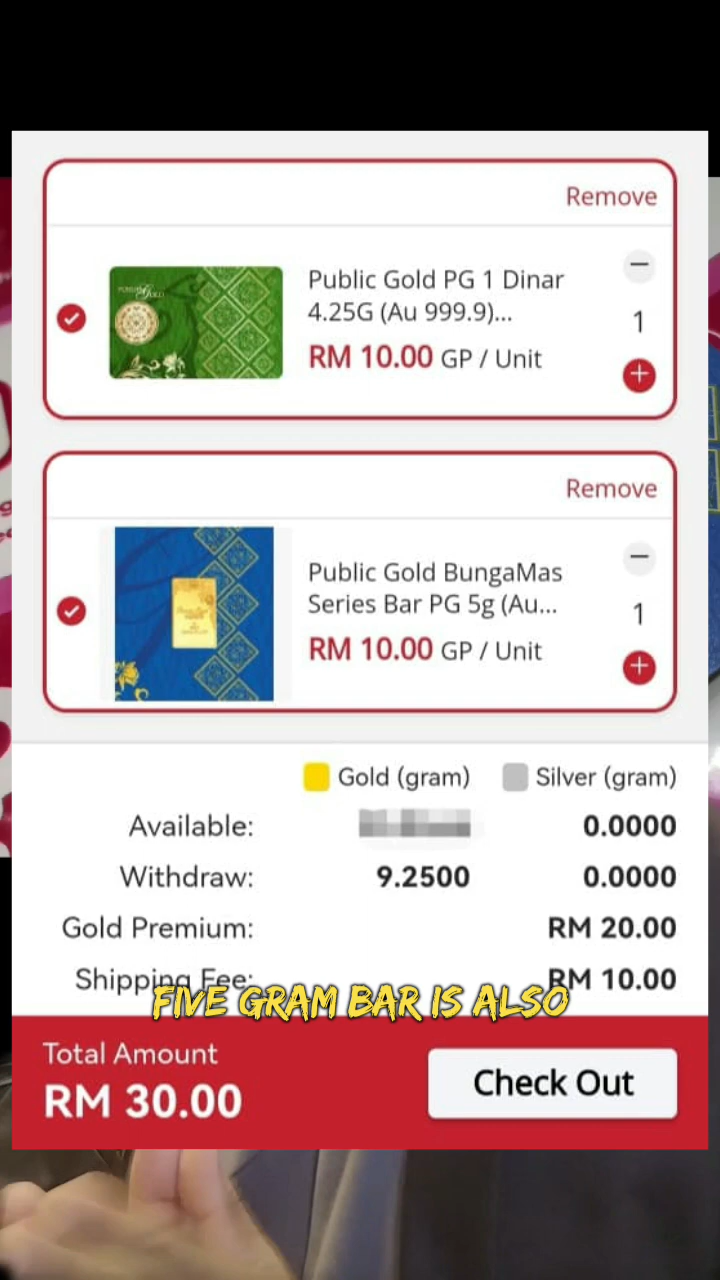 Remove
Public Gold PG 1 Dinar
4.25G (Au 999.9)...
RM 10.00 GP / Unit
1
Remove
Public Gold BungaMas
Series Bar PG 5g (Au...
RM 10.00 GP / Unit
1
Gold (gram) Silver (gram)
Available: 0.0000
Withdraw: 9.2500 0.0000
Gold Premium: RM 20.00
Shipping Fee: RM 10.00
FIVE GRAM BAR IS ALSO
Total Amount
RM 30.00
Check Out